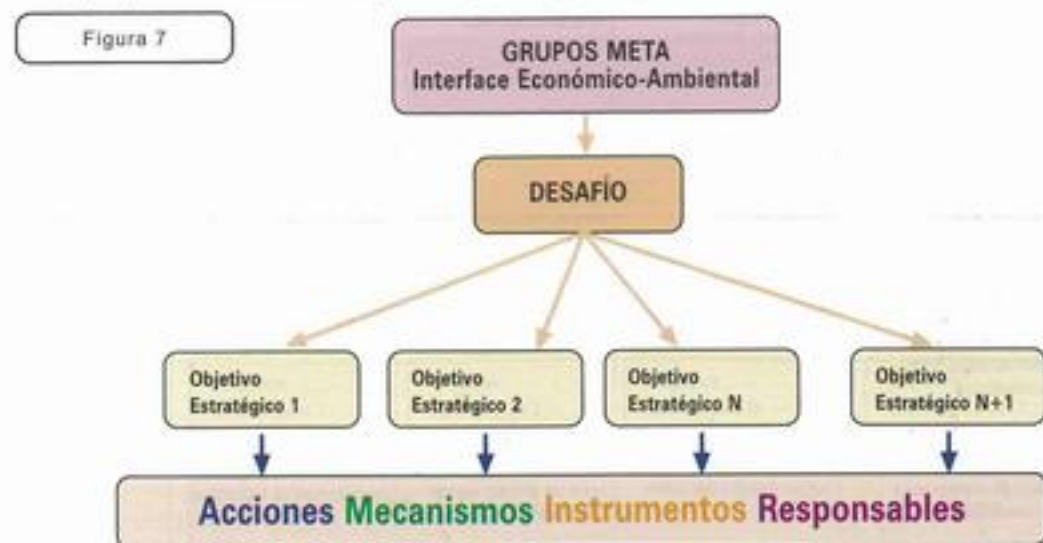 Figura 7
GRUPOS META
Interface Económico-Ambiental
DESAFÍO
Objetivo
Estratégico 1
Objetivo
Estratégico 2
Objetivo
Estratégico N
Objetivo
Estratégico N+1
Acciones Mecanismos Instrumentos Responsables